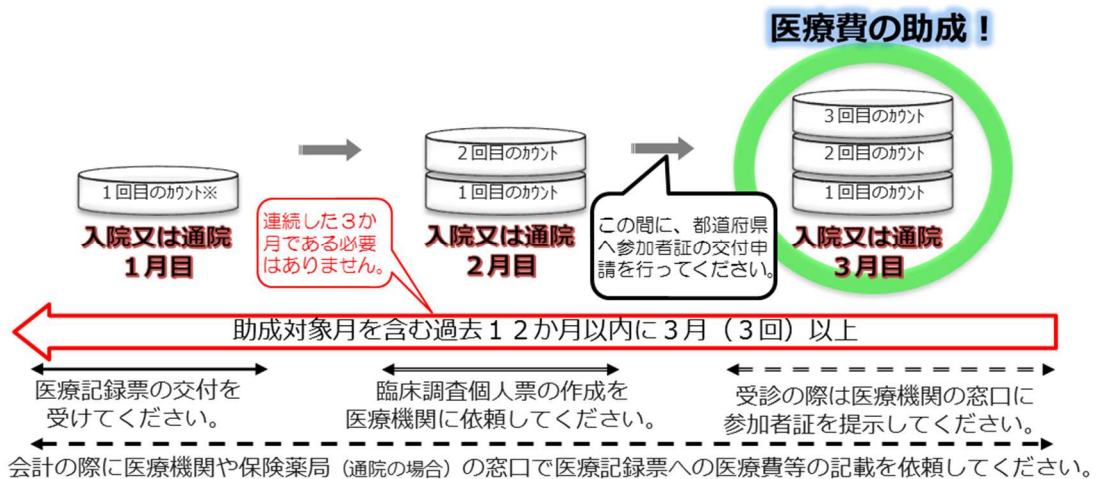 医療費の助成！
1回目のｶｳﾝﾄ※
入院又は通院
１月目
連続した３か
月である必要
はありません。
２回目のｶｳﾝﾄ
1回目のｶｳﾝﾄ
入院又は通院
２月目
この間に、都道府県
へ参加者証の交付申
請を行ってください。
３回目のｶｳﾝﾄ
２回目のｶｳﾝﾄ
1回目のｶｳﾝﾄ
入院又は通院
３月目
助成対象月を含む過去１２か月以内に３月（３回）以上
医療記録票の交付を
受けてください。
臨床調査個人票の作成を
医療機関に依頼してください。
受診の際は医療機関の窓口に
参加者証を提示してください。
会計の際に医療機関や保険薬局（通院の場合）の窓口で医療記録票への医療費等の記載を依頼してください。